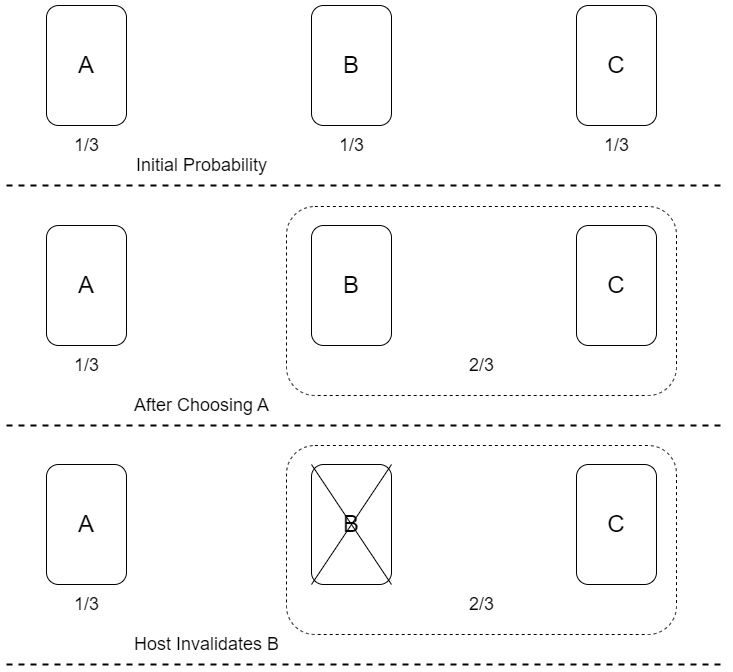 A
B
C
1/3
1/3
1/3
Initial Probability
A
B
C
1/3
2/3
After Choosing A
A
B
C
1/3
2/3
Host Invalidates B